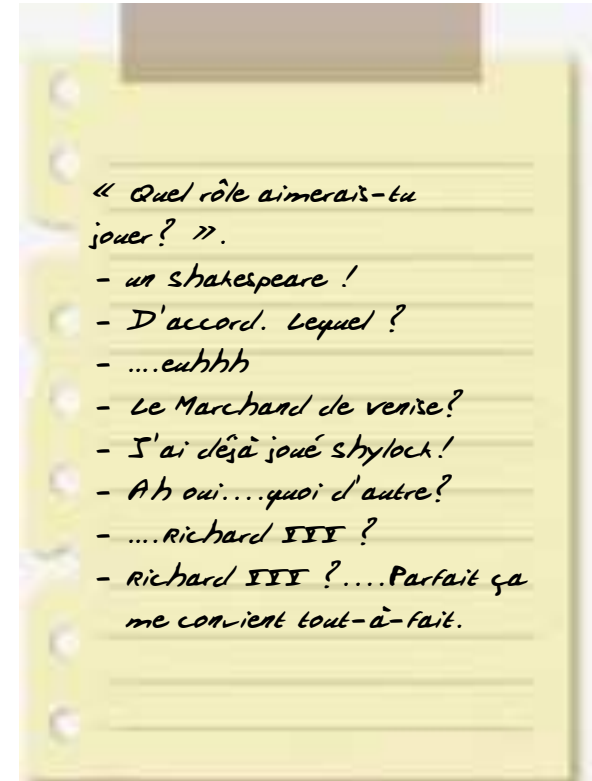 « Quel rôle aimerais-tu
jouer ? ».
- un shakespeare !
- D'accord. Lequel ?
- ....euhhh
- Le Marchand de venise?
- J'ai déjà joué shylock!
- Ah oui....quoi d'autre?
- ....Richard III ?
- Richard III ?....Parfait ça
me convient tout-à-fait.